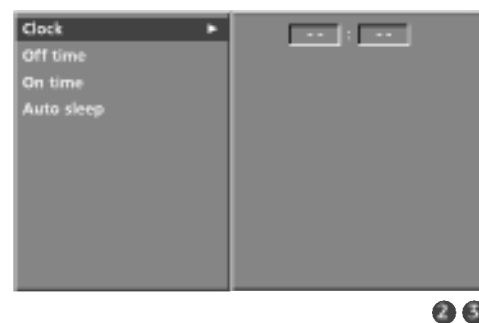 Clock ► -- : --
Off time
On time
Auto sleep
2 3